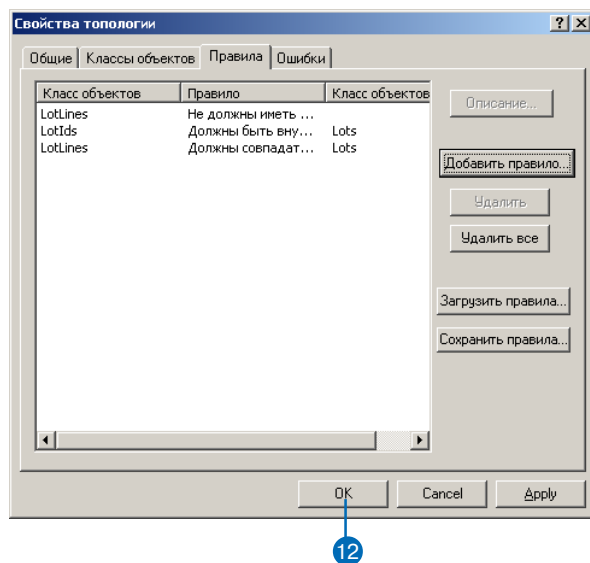 Свойства топологии
Общие Классы объектов Правила Ошибки
Класс объектов Правило Класс объектов
LotLines Не должны иметь ...
LotIds Должны быть вну... Lots
LotLines Должны совпадат... Lots
Описание...
Добавить правило...
Удалить
Удалить все
Загрузить правила...
Сохранить правила...
OK Cancel Apply
12